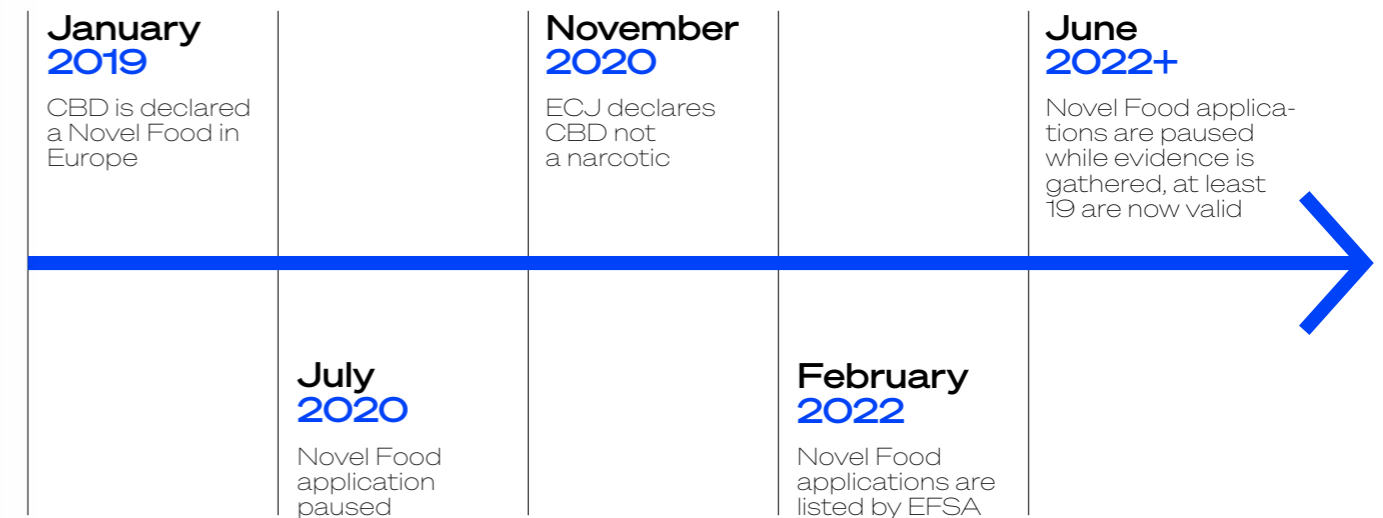 January
2019
CBD is declared
a Novel Food in
Europe
July
2020
Novel Food
application
paused
November
2020
ECJ declares
CBD not
a narcotic
February
2022
Novel Food
applications are
listed by EFSA
June
2022+
Novel Food applica-
tions are paused
while evidence is
gathered, at least
19 are now valid